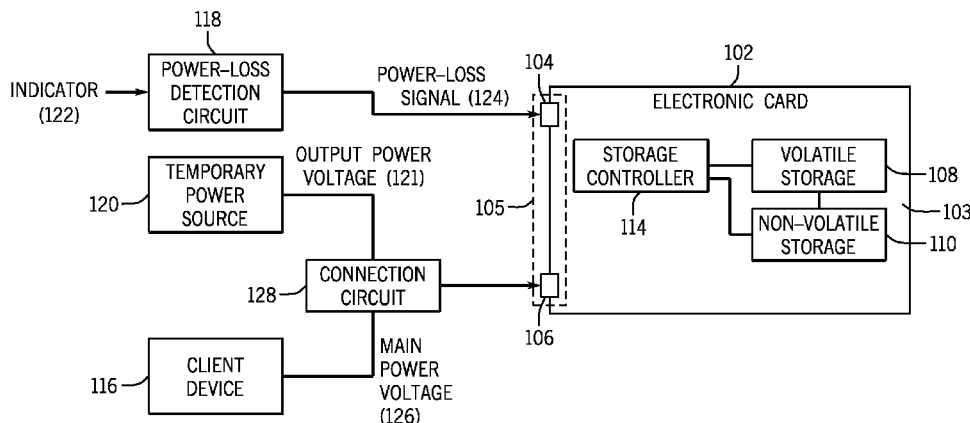 118
POWER-LOSS
DETECTION
CIRCUIT
INDICATOR
(122)
POWER-LOSS
SIGNAL (124)
104
102
ELECTRONIC CARD
STORAGE
CONTROLLER
114
VOLATILE
STORAGE
108
103
NON-VOLATILE
STORAGE
110
105
OUTPUT POWER
VOLTAGE (121)
TEMPORARY
POWER
SOURCE
120
CONNECTION
CIRCUIT
128
106
CLIENT
DEVICE
116
MAIN
POWER
VOLTAGE
(126)